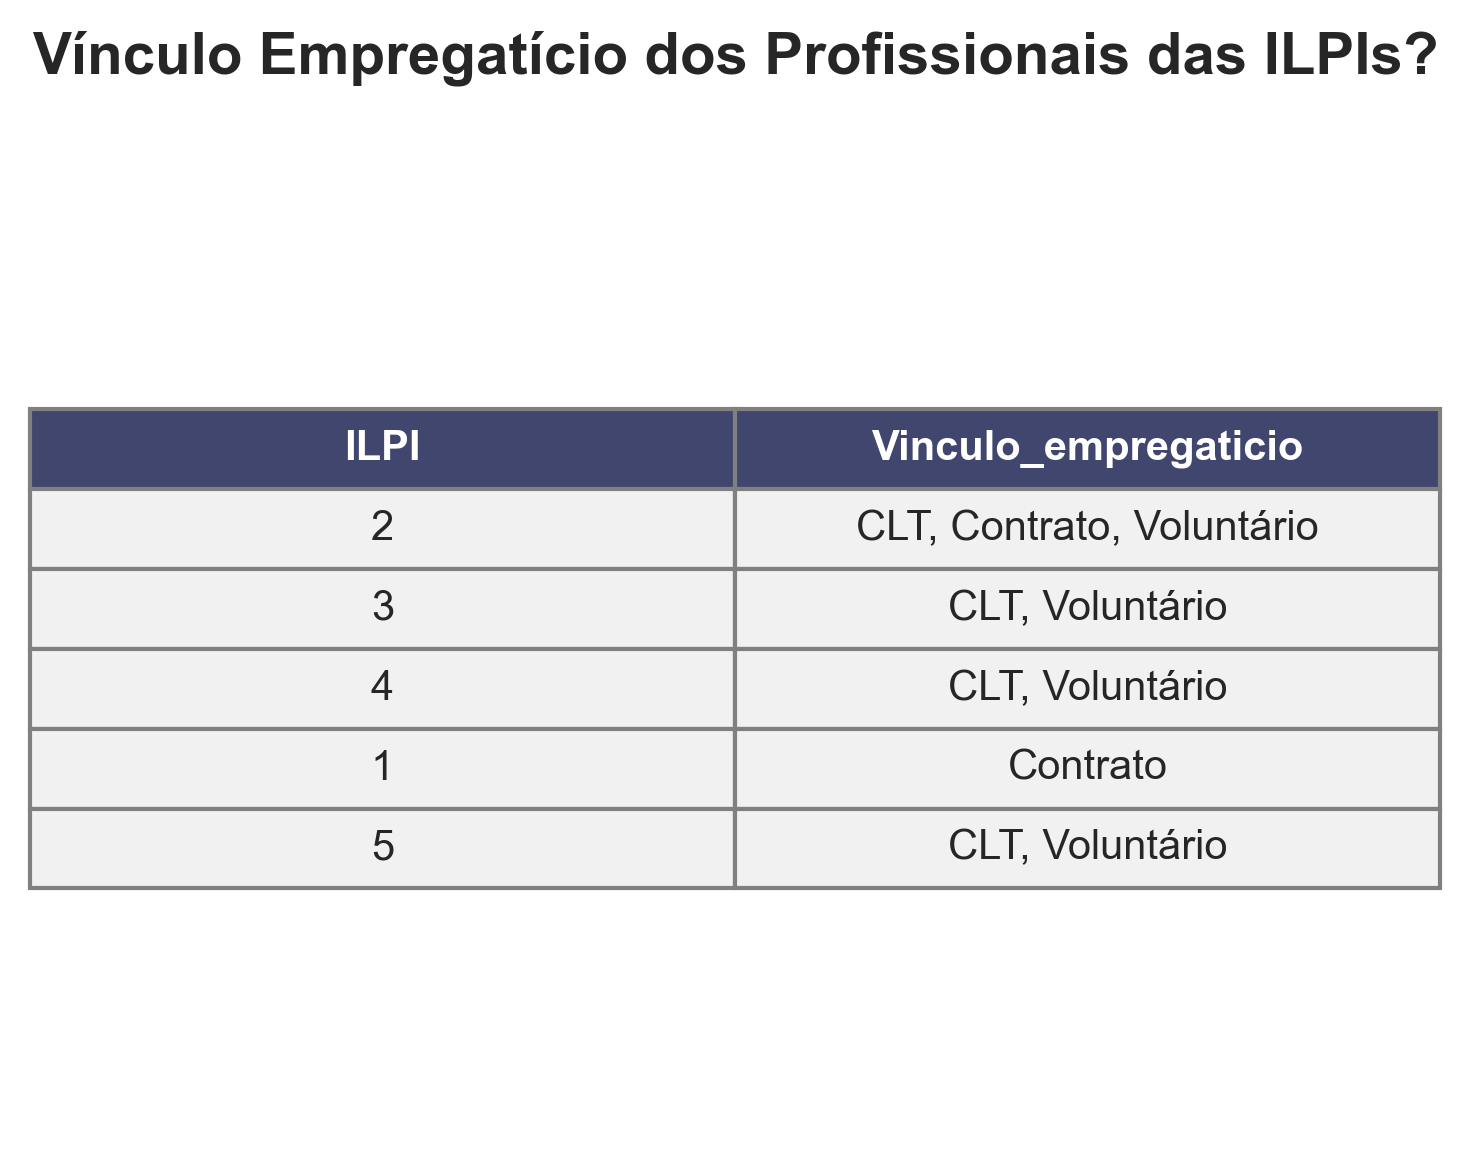 Vínculo Empregatício dos Profissionais das ILPIs?
ILPI Vinculo_empregaticio
2 CLT, Contrato, Voluntário
3 CLT, Voluntário
4 CLT, Voluntário
1 Contrato
5 CLT, Voluntário